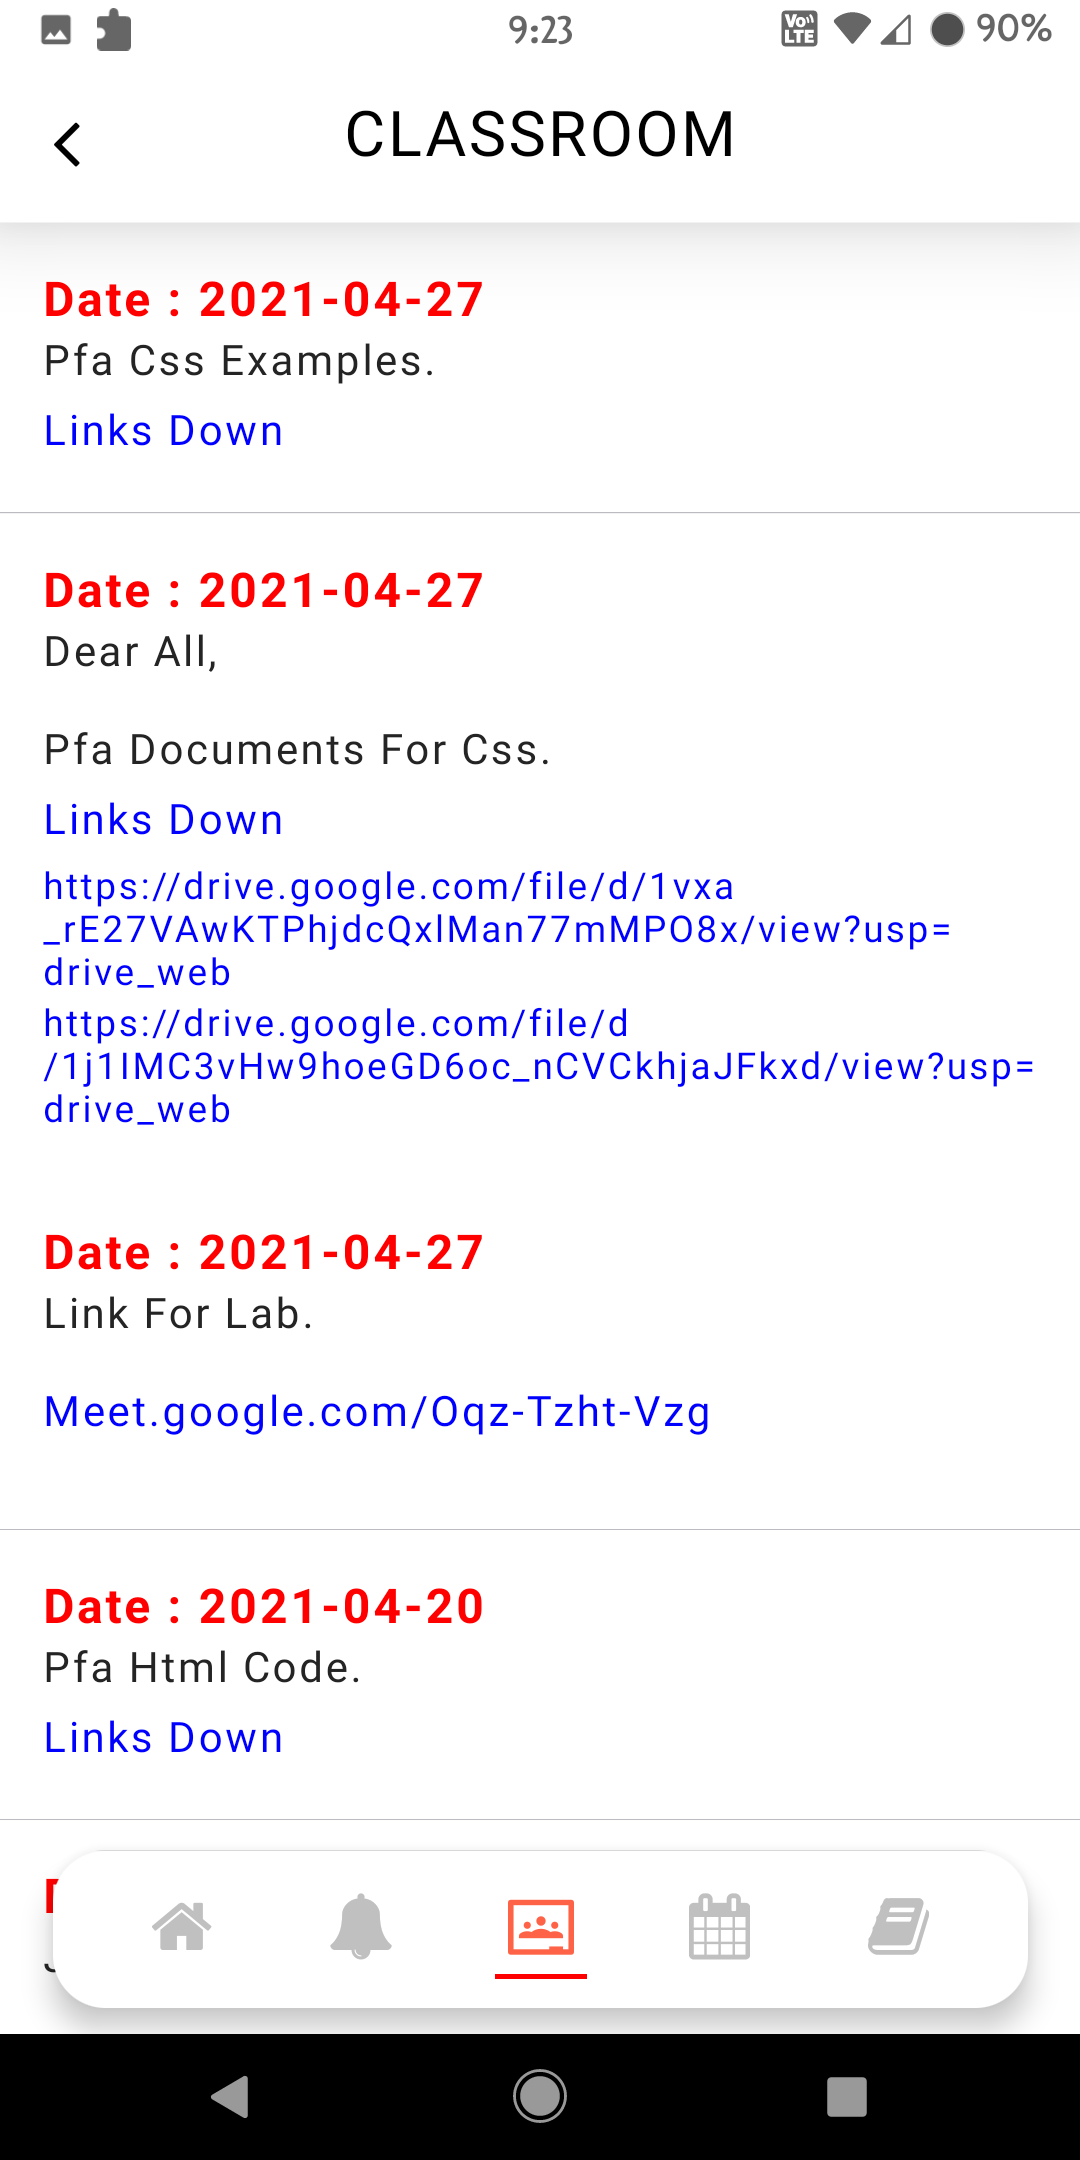 9:23
VoLTE
90%
CLASSROOM
Date : 2021-04-27
Pfa Css Examples.
Links Down
Date : 2021-04-27
Dear All,
Pfa Documents For Css.
Links Down
https://drive.google.com/file/d/1vxa
_rE27VAwKTPhjdcQxlMan77mMPO8x/view?usp=
drive_web
https://drive.google.com/file/d
/1j1IMC3vHw9hoeGD6oc_nCVCkhjaJFkxd/view?usp=
drive_web
Date : 2021-04-27
Link For Lab.
Meet.google.com/Oqz-Tzht-Vzg
Date : 2021-04-20
Pfa Html Code.
Links Down